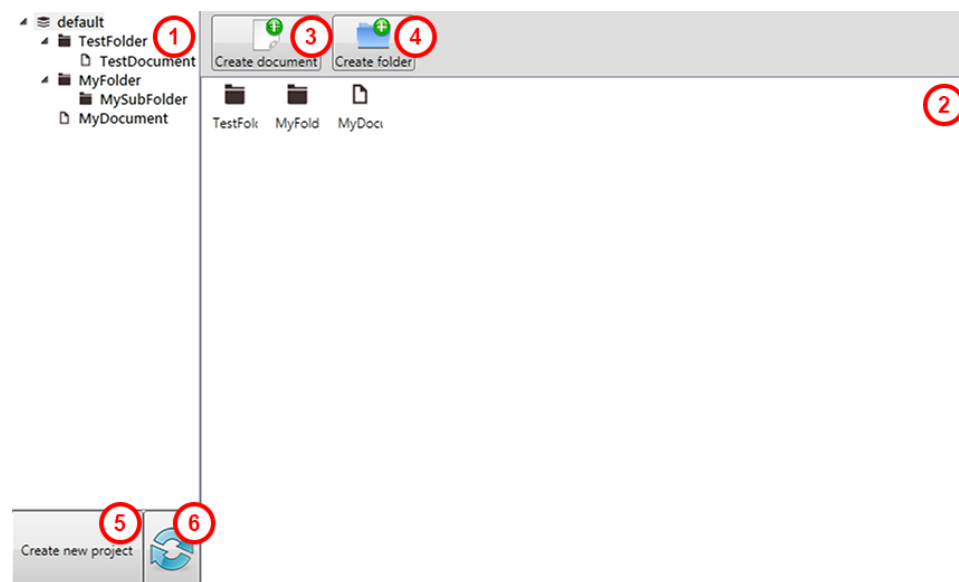 default
TestFolder
1
TestDocument
MyFolder
MySubFolder
MyDocument
3
4
Create document
Create folder
2
TestFol
MyFold
MyDocu
5
6
Create new project